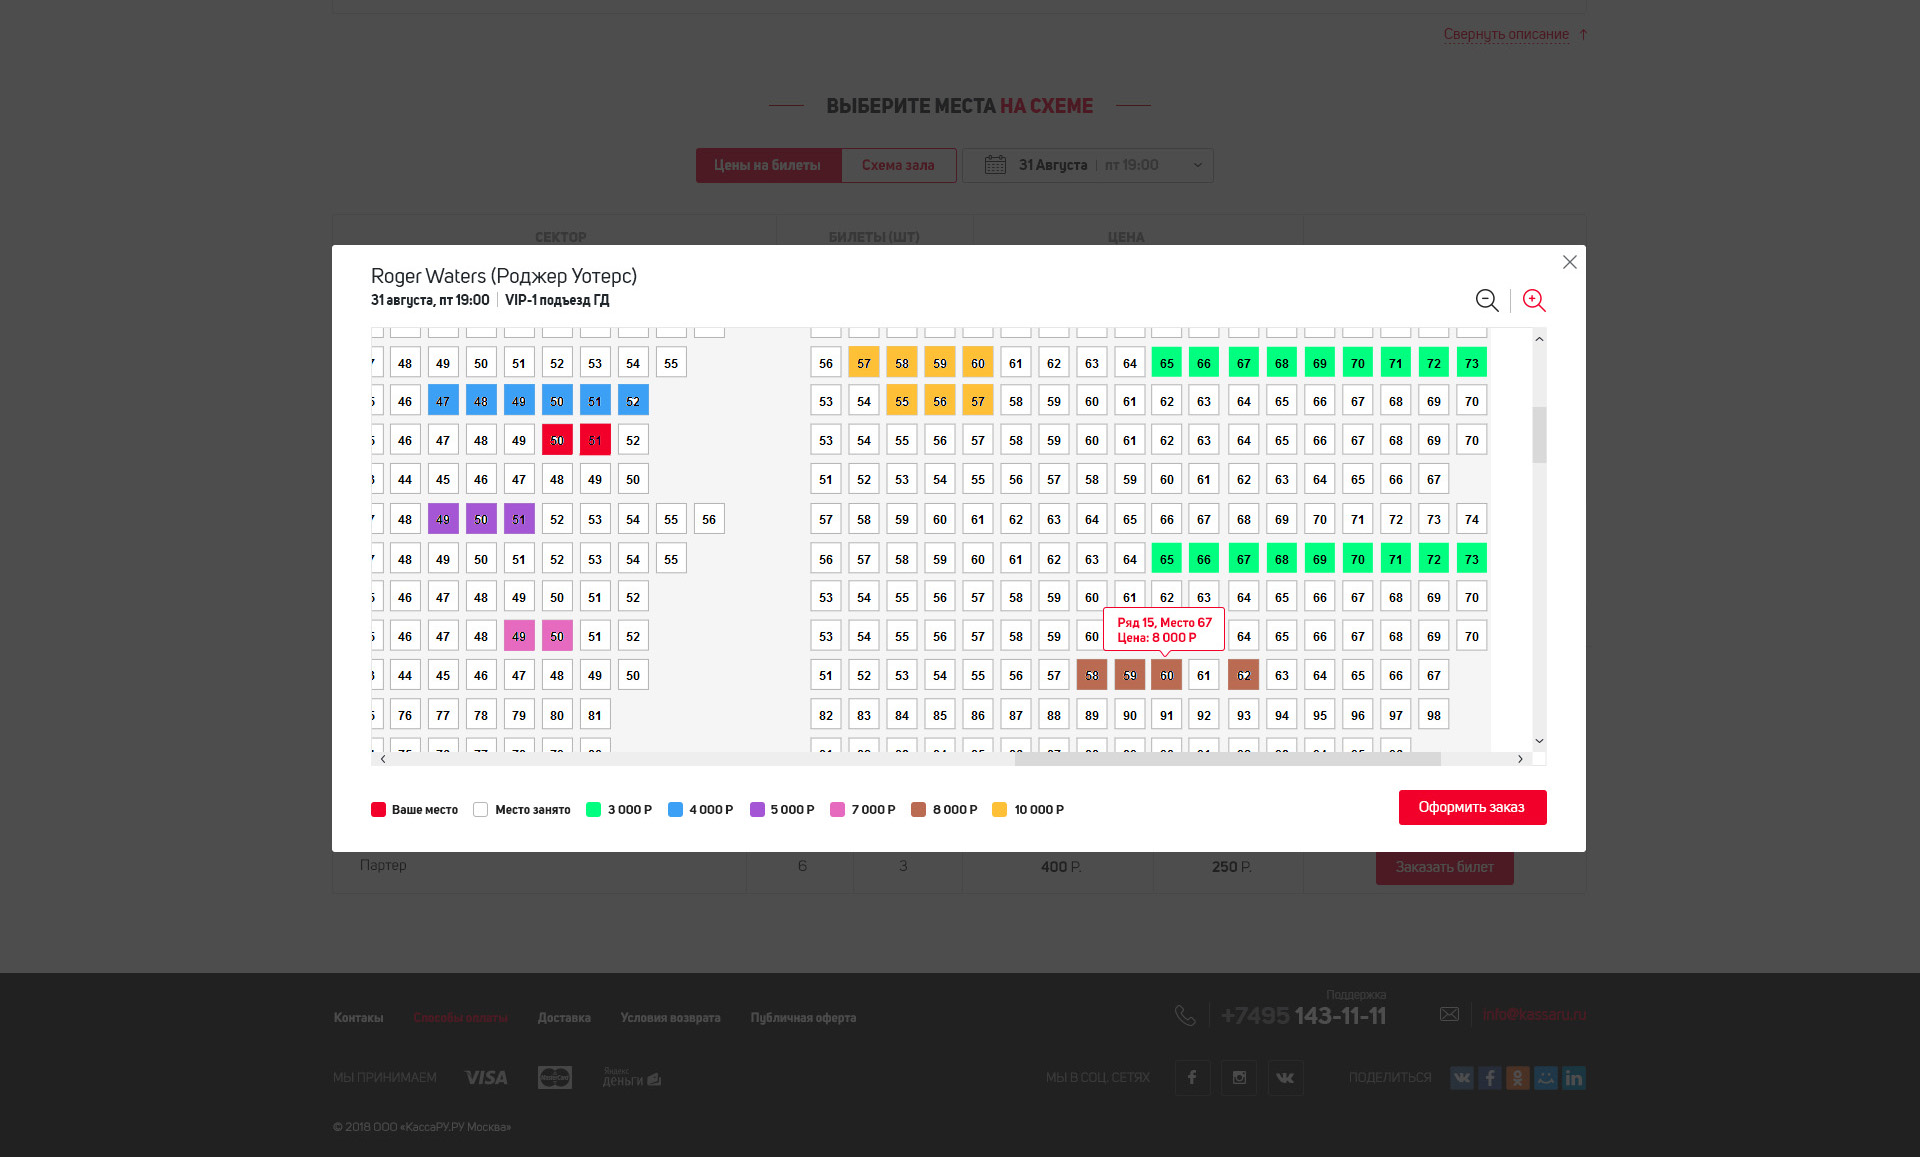 Свернуть описание ↑
ВЫБЕРИТЕ МЕСТА НА СХЕМЕ
Цены на билеты Схема зала 31 Августа | пт 19:00
СЕКТОР БИЛЕТЫ (ШТ) ЦЕНА
Roger Waters (Роджер Уотерс)
31 августа, пт 19:00 | VIP-1 подъезд ГД
48 49 50 51 52 53 54 55 56 57 58 59 60 61 62 63 64 65 66 67 68 69 70 71 72 73
46 47 48 49 50 51 52 53 54 55 56 57 58 59 60 61 62 63 64 65 66 67 68 69 70
46 47 48 49 50 51 52 53 54 55 56 57 58 59 60 61 62 63 64 65 66 67 68 69 70
44 45 46 47 48 49 50 51 52 53 54 55 56 57 58 59 60 61 62 63 64 65 66 67
48 49 50 51 52 53 54 55 56 57 58 59 60 61 62 63 64 65 66 67 68 69 70 71 72 73 74
48 49 50 51 52 53 54 55 56 57 58 59 60 61 62 63 64 65 66 67 68 69 70 71 72 73
46 47 48 49 50 51 52 53 54 55 56 57 58 59 60 61 62 63 64 65 66 67 68 69 70
Ряд 15, Место 67
Цена: 8 000 Р
46 47 48 49 50 51 52 53 54 55 56 57 58 59 60 64 65 66 67 68 69 70
44 45 46 47 48 49 50 51 52 53 54 55 56 57 58 59 60 61 62 63 64 65 66 67
76 77 78 79 80 81 82 83 84 85 86 87 88 89 90 91 92 93 94 95 96 97 98
Ваше место Место занято 3 000 Р 4 000 Р 5 000 Р 7 000 Р 8 000 Р 10 000 Р
Оформить заказ
Партер 6 3 400 Р. 250 Р. Заказать билет
Контакы Способы оплаты Доставка Условия возврата Публичная оферта
Поддержка
+7495 143-11-11
info@kassaru.ru
МЫ ПРИНИМАЕМ VISA MasterCard Яндекс деньги
МЫ В СОЦ. СЕТЯХ ПОДЕЛИТЬСЯ
© 2018 ООО «КассаРУ.РУ Москва»